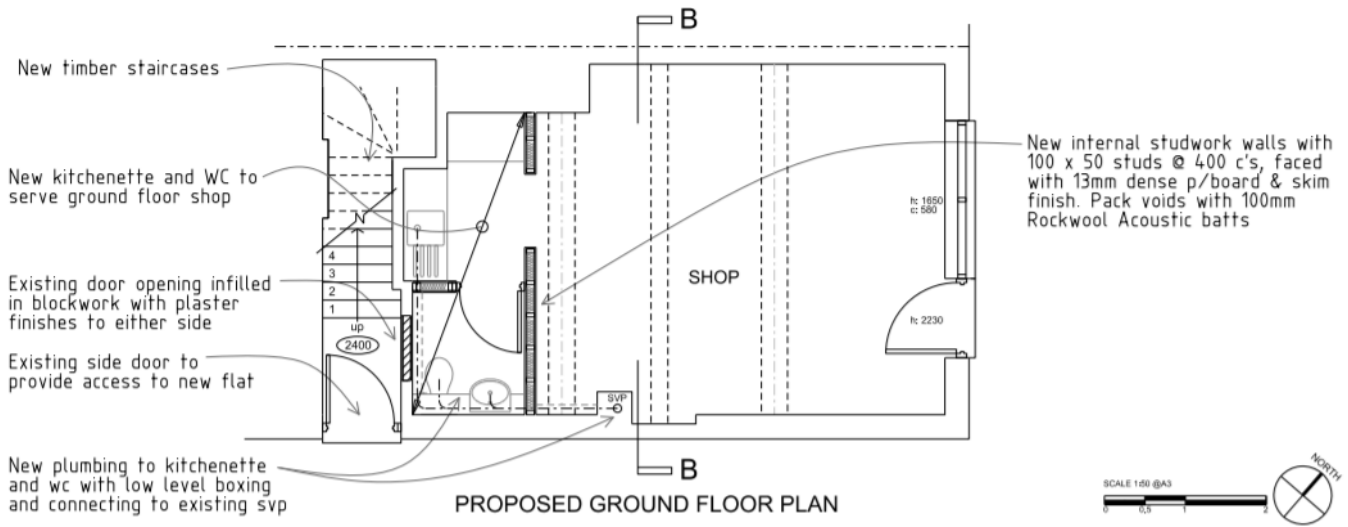 B
New timber staircases
New kitchenette and WC to
serve ground floor shop
Existing door opening infilled
in blockwork with plaster
finishes to either side
Existing side door to
provide access to new flat
New plumbing to kitchenette
and wc with low level boxing
and connecting to existing svp
N
4
3
2
1
up
2400
SVP
SHOP
h: 1650
c: 580
h: 2230
New internal studwork walls with
100 x 50 studs @ 400 c's, faced
with 13mm dense p/board & skim
finish. Pack voids with 100mm
Rockwool Acoustic batts
B
PROPOSED GROUND FLOOR PLAN
SCALE 1:50 @A3
0 0,5 1 2
NORTH